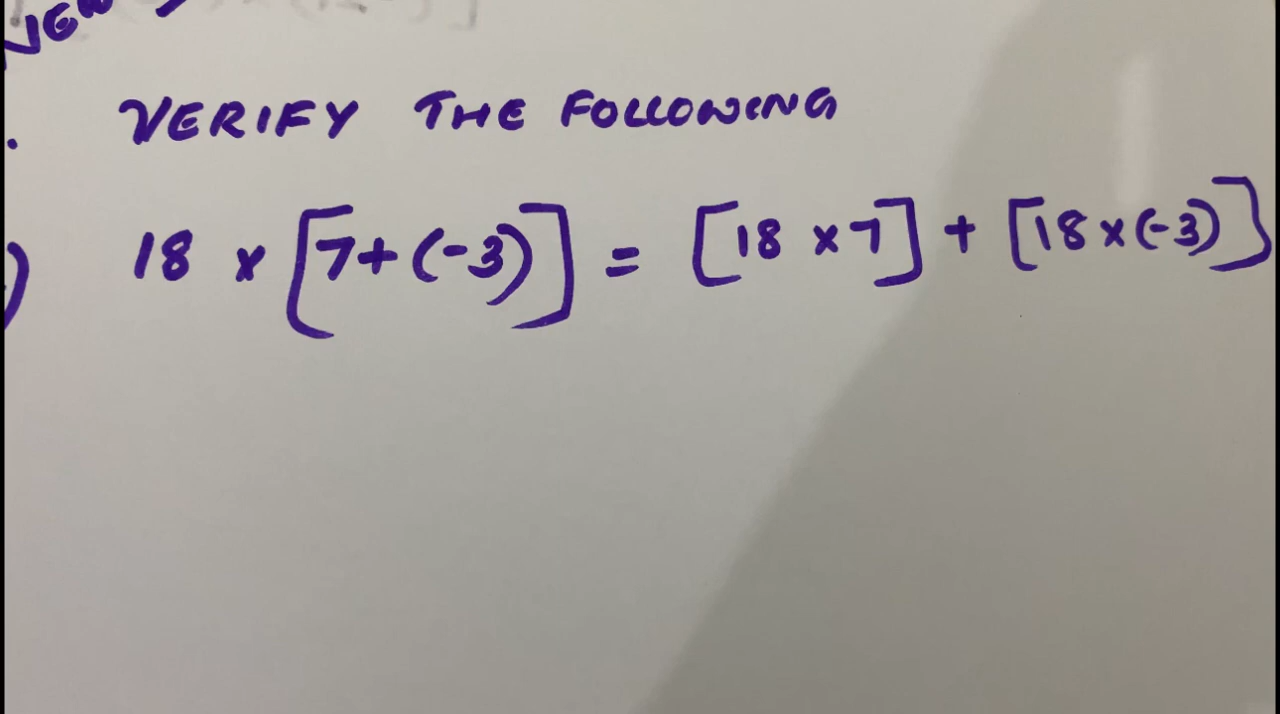 VERIFY THE FOLLOWING
) 18 × [7+(-3)] = [18 × 7] + [18×(-3)]